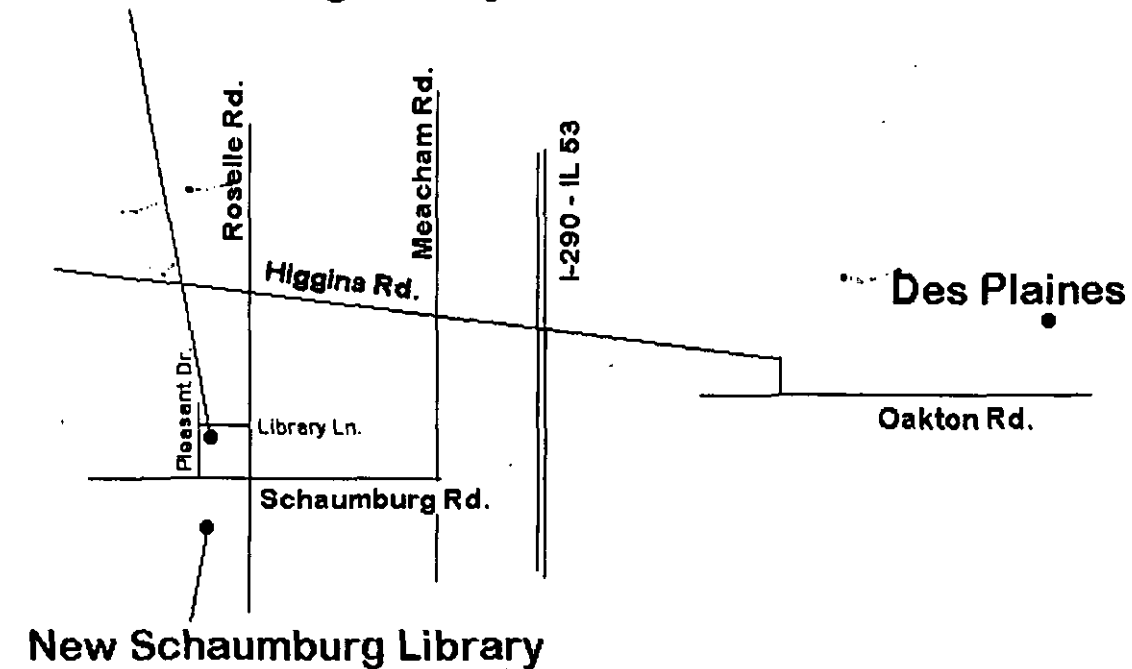 Roselle Rd.
Meacham Rd.
I-290 - IL 53
Higgins Rd.
Des Plaines
Pleasant Dr.
Library Ln.
Oakton Rd.
Schaumburg Rd.
New Schaumburg Library